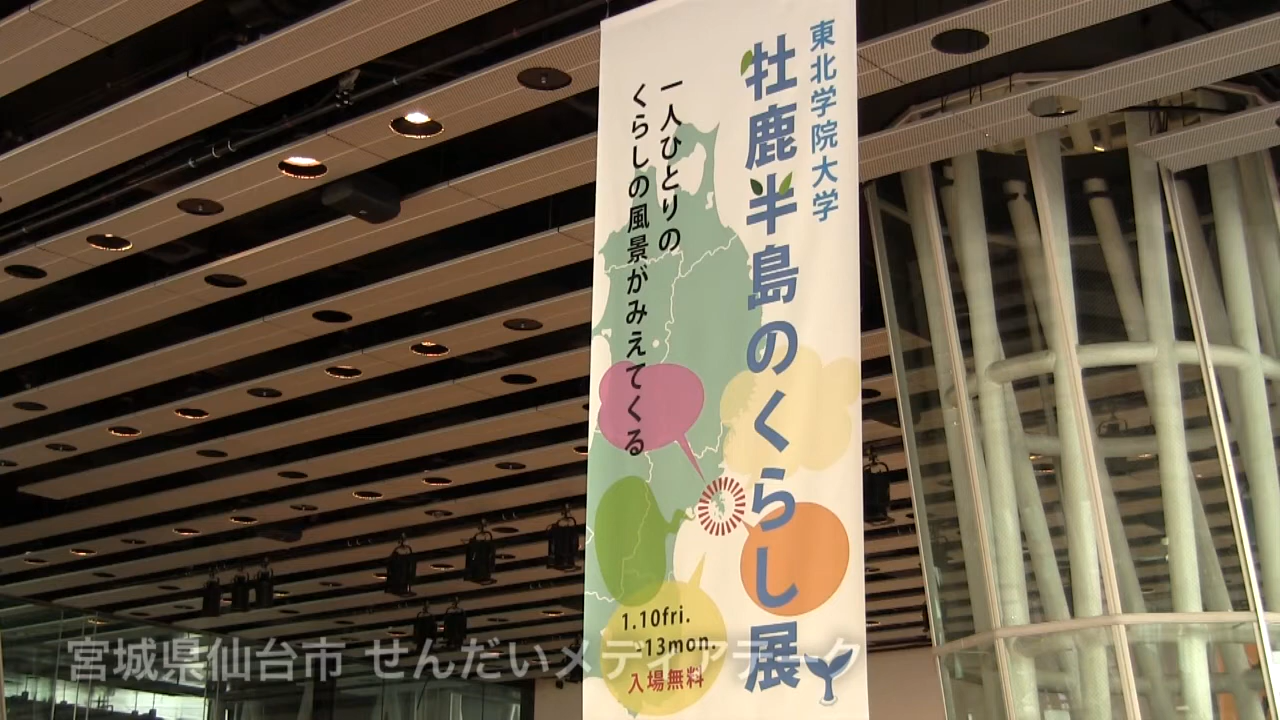 東北学院大学
牡鹿半島のくらし展
一人ひとりの
くらしの風景がみえてくる
1.10fri.
-13mon.
入場無料
宮城県仙台市 せんだいメディアテーク